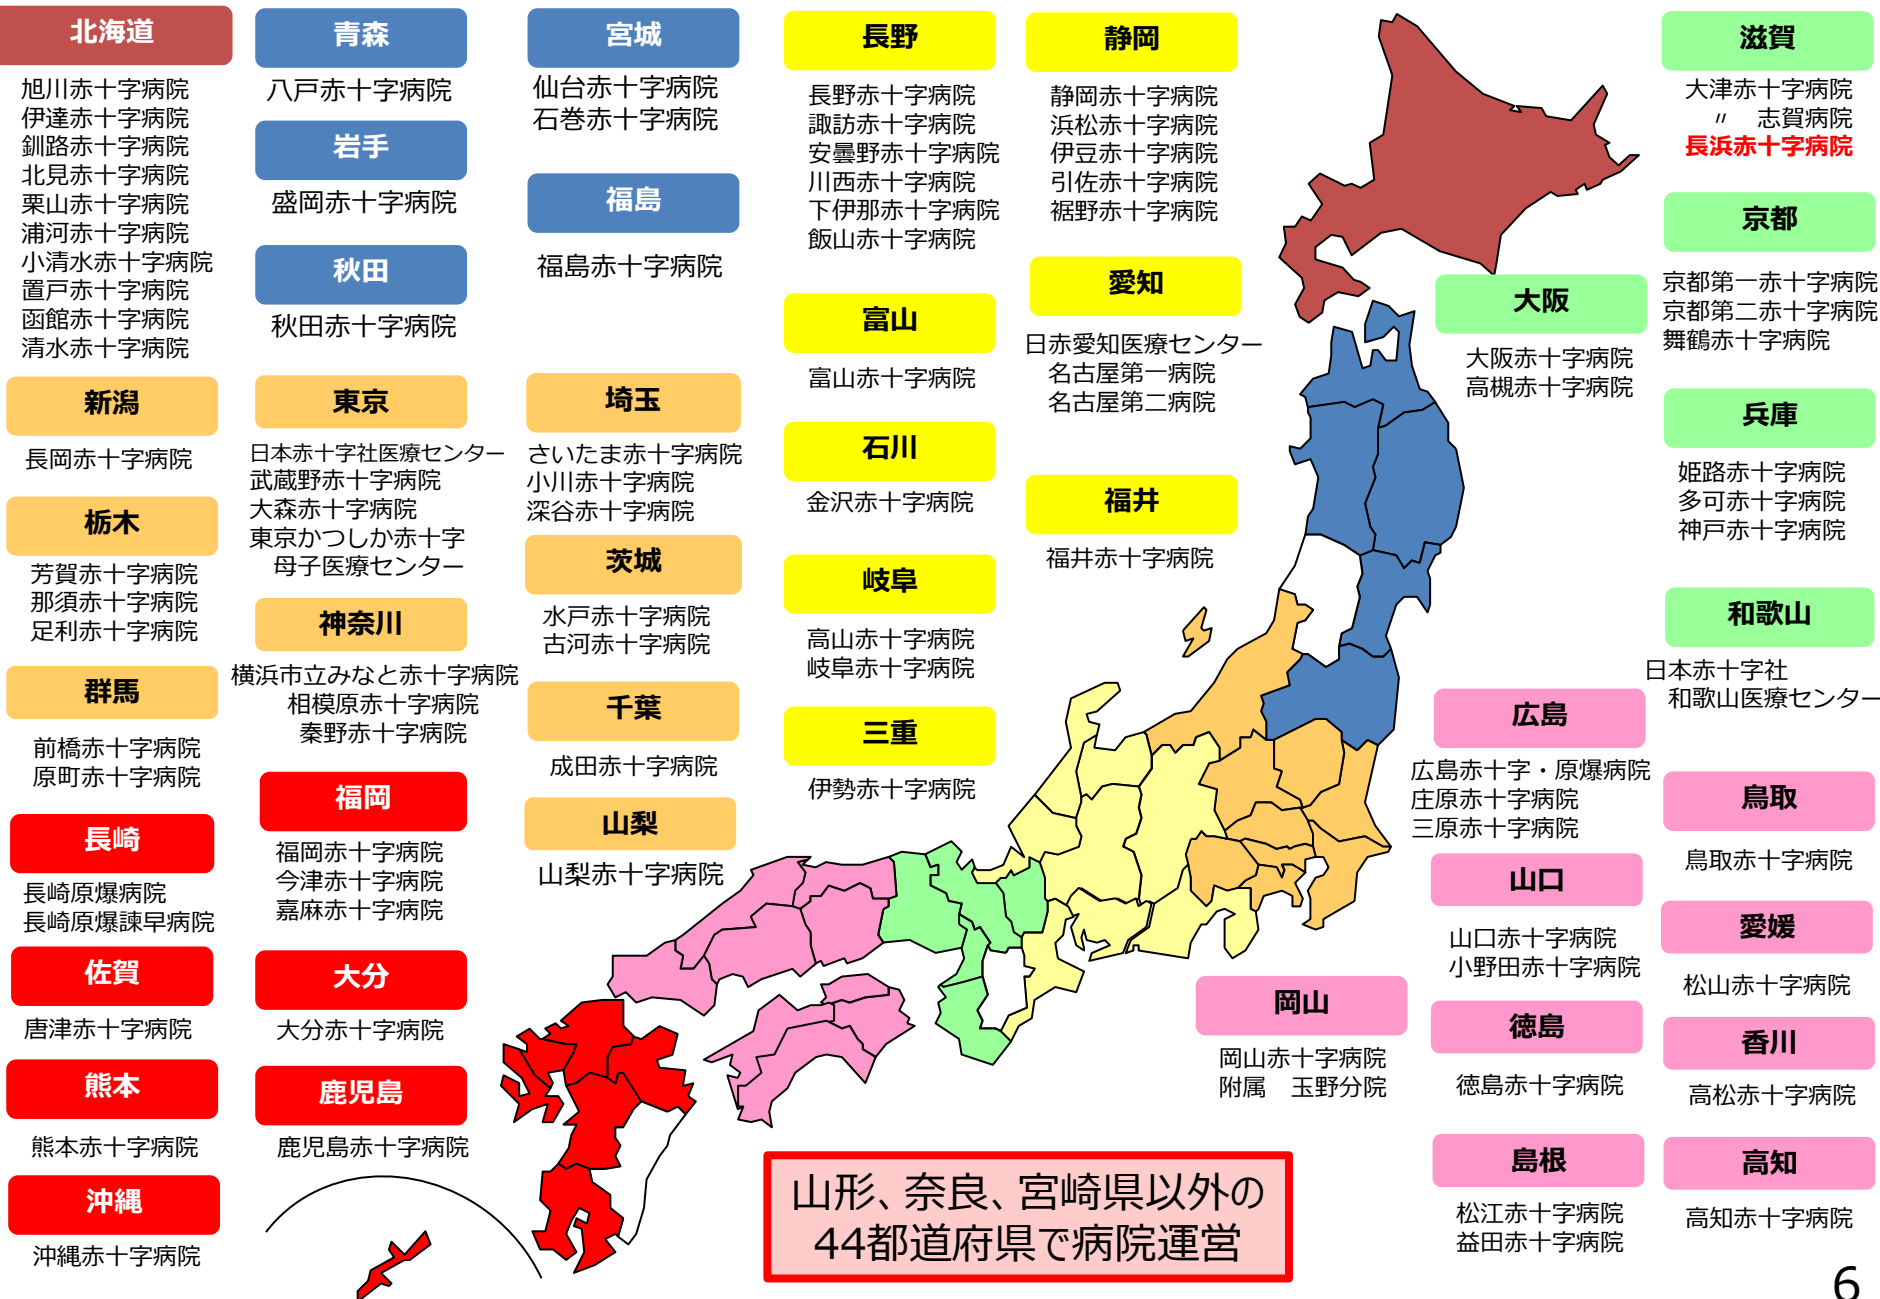 北海道
旭川赤十字病院
伊達赤十字病院
釧路赤十字病院
北見赤十字病院
栗山赤十字病院
浦河赤十字病院
小清水赤十字病院
置戸赤十字病院
函館赤十字病院
清水赤十字病院
青森
八戸赤十字病院
岩手
盛岡赤十字病院
秋田
秋田赤十字病院
宮城
仙台赤十字病院
石巻赤十字病院
福島
福島赤十字病院
新潟
長岡赤十字病院
栃木
芳賀赤十字病院
那須赤十字病院
足利赤十字病院
群馬
前橋赤十字病院
原町赤十字病院
東京
日本赤十字社医療センター
武蔵野赤十字病院
大森赤十字病院
東京かつしか赤十字
母子医療センター
神奈川
横浜市立みなと赤十字病院
相模原赤十字病院
秦野赤十字病院
埼玉
さいたま赤十字病院
小川赤十字病院
深谷赤十字病院
茨城
水戸赤十字病院
古河赤十字病院
千葉
成田赤十字病院
山梨
山梨赤十字病院
長野
長野赤十字病院
諏訪赤十字病院
安曇野赤十字病院
川西赤十字病院
下伊那赤十字病院
飯山赤十字病院
富山
富山赤十字病院
石川
金沢赤十字病院
岐阜
高山赤十字病院
岐阜赤十字病院
三重
伊勢赤十字病院
静岡
静岡赤十字病院
浜松赤十字病院
伊豆赤十字病院
引佐赤十字病院
裾野赤十字病院
愛知
日赤愛知医療センター
名古屋第一病院
名古屋第二病院
福井
福井赤十字病院
滋賀
大津赤十字病院
〃 志賀病院
長浜赤十字病院
京都
京都第一赤十字病院
京都第二赤十字病院
舞鶴赤十字病院
大阪
大阪赤十字病院
高槻赤十字病院
兵庫
姫路赤十字病院
多可赤十字病院
神戸赤十字病院
和歌山
日本赤十字社
和歌山医療センター
広島
広島赤十字・原爆病院
庄原赤十字病院
三原赤十字病院
鳥取
鳥取赤十字病院
山口
山口赤十字病院
小野田赤十字病院
愛媛
松山赤十字病院
岡山
岡山赤十字病院
附属 玉野分院
徳島
徳島赤十字病院
香川
高松赤十字病院
島根
松江赤十字病院
益田赤十字病院
高知
高知赤十字病院
長崎
長崎原爆病院
長崎原爆諫早病院
佐賀
唐津赤十字病院
熊本
熊本赤十字病院
沖縄
沖縄赤十字病院
福岡
福岡赤十字病院
今津赤十字病院
嘉麻赤十字病院
大分
大分赤十字病院
鹿児島
鹿児島赤十字病院
山形、奈良、宮崎県以外の
44都道府県で病院運営
6